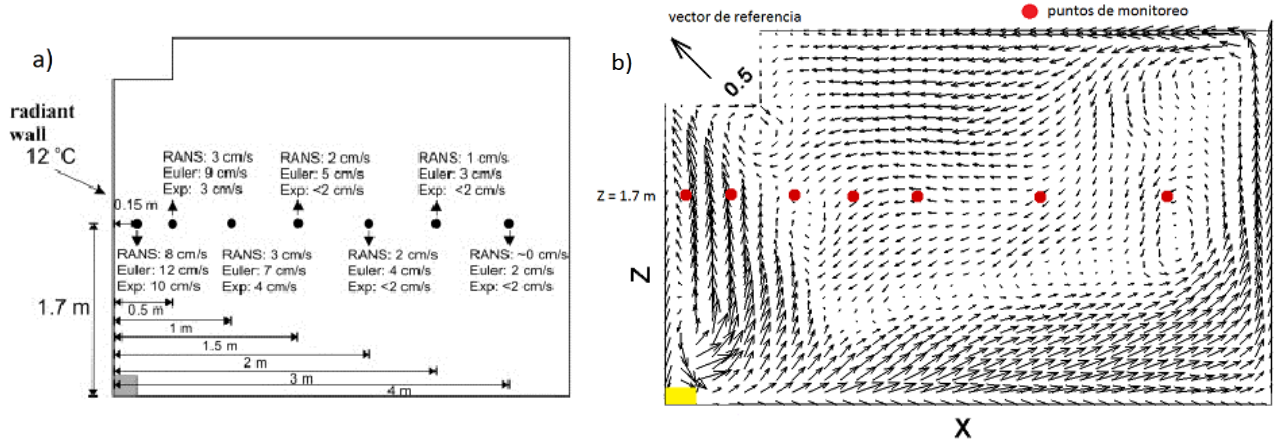 a)
radiant
wall
12 °C
0.15 m
RANS: 3 cm/s
Euler: 9 cm/s
Exp: 3 cm/s
RANS: 2 cm/s
Euler: 5 cm/s
Exp: <2 cm/s
RANS: 1 cm/s
Euler: 3 cm/s
Exp: <2 cm/s
RANS: 8 cm/s
Euler: 12 cm/s
Exp: 10 cm/s
RANS: 3 cm/s
Euler: 7 cm/s
Exp: 4 cm/s
RANS: 2 cm/s
Euler: 4 cm/s
Exp: <2 cm/s
RANS: ~0 cm/s
Euler: 2 cm/s
Exp: <2 cm/s
1.7 m
0.5 m
1 m
1.5 m
2 m
3 m
4 m
b)
vector de referencia
puntos de monitoreo
0.5
Z = 1.7 m
Z
X